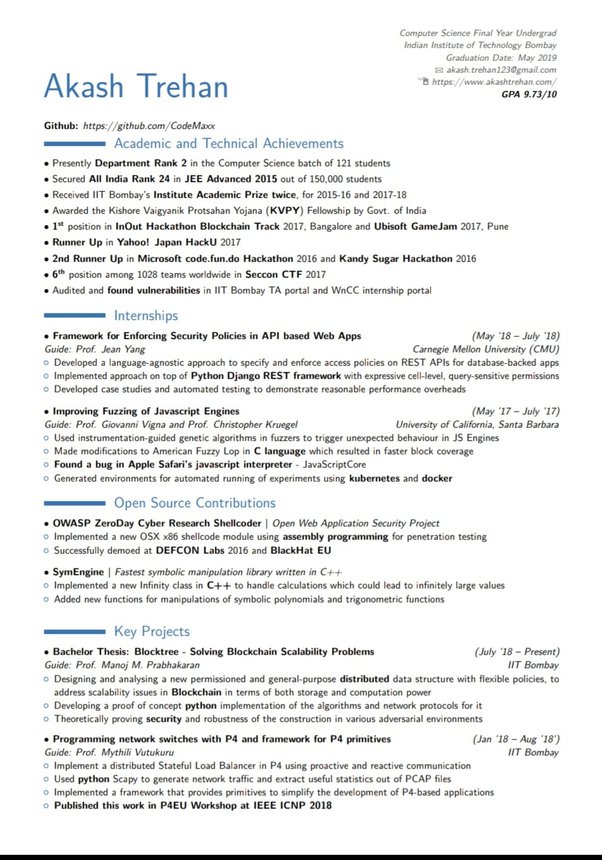 Computer Science Final Year Undergrad
Indian Institute of Technology Bombay
Graduation Date: May 2019
akash.trehan123@gmail.com
https://www.akashtrehan.com/
GPA 9.73/10
Akash Trehan
Github: https://github.com/CodeMaxx
Academic and Technical Achievements
• Presently Department Rank 2 in the Computer Science batch of 121 students
• Secured All India Rank 24 in JEE Advanced 2015 out of 150,000 students
• Received IIT Bombay's Institute Academic Prize twice, for 2015-16 and 2017-18
• Awarded the Kishore Vaigyanik Protsahan Yojana (KVPY) Fellowship by Govt. of India
• 1st position in InOut Hackathon Blockchain Track 2017, Bangalore and Ubisoft GameJam 2017, Pune
• Runner Up in Yahoo! Japan HackU 2017
• 2nd Runner Up in Microsoft code.fun.do Hackathon 2016 and Kandy Sugar Hackathon 2016
• 6th position among 1028 teams worldwide in Seccon CTF 2017
• Audited and found vulnerabilities in IIT Bombay TA portal and WnCC internship portal
Internships
• Framework for Enforcing Security Policies in API based Web Apps (May '18 – July '18)
Guide: Prof. Jean Yang Carnegie Mellon University (CMU)
○ Developed a language-agnostic approach to specify and enforce access policies on REST APIs for database-backed apps
○ Implemented approach on top of Python Django REST framework with expressive cell-level, query-sensitive permissions
○ Developed case studies and automated testing to demonstrate reasonable performance overheads
• Improving Fuzzing of Javascript Engines (May '17 – July '17)
Guide: Prof. Giovanni Vigna and Prof. Christopher Kruegel University of California, Santa Barbara
○ Used instrumentation-guided genetic algorithms in fuzzers to trigger unexpected behaviour in JS Engines
○ Made modifications to American Fuzzy Lop in C language which resulted in faster block coverage
○ Found a bug in Apple Safari's javascript interpreter - JavaScriptCore
○ Generated environments for automated running of experiments using kubernetes and docker
Open Source Contributions
• OWASP ZeroDay Cyber Research Shellcoder | Open Web Application Security Project
○ Implemented a new OSX x86 shellcode module using assembly programming for penetration testing
○ Successfully demoed at DEFCON Labs 2016 and BlackHat EU
• SymEngine | Fastest symbolic manipulation library written in C++
○ Implemented a new Infinity class in C++ to handle calculations which could lead to infinitely large values
○ Added new functions for manipulations of symbolic polynomials and trigonometric functions
Key Projects
• Bachelor Thesis: Blocktree - Solving Blockchain Scalability Problems (July '18 – Present)
Guide: Prof. Manoj M. Prabhakaran IIT Bombay
○ Designing and analysing a new permissioned and general-purpose distributed data structure with flexible policies, to
address scalability issues in Blockchain in terms of both storage and computation power
○ Developing a proof of concept python implementation of the algorithms and network protocols for it
○ Theoretically proving security and robustness of the construction in various adversarial environments
• Programming network switches with P4 and framework for P4 primitives (Jan '18 – Aug '18')
Guide: Prof. Mythili Vutukuru IIT Bombay
○ Implement a distributed Stateful Load Balancer in P4 using proactive and reactive communication
○ Used python Scapy to generate network traffic and extract useful statistics out of PCAP files
○ Implemented a framework that provides primitives to simplify the development of P4-based applications
○ Published this work in P4EU Workshop at IEEE ICNP 2018